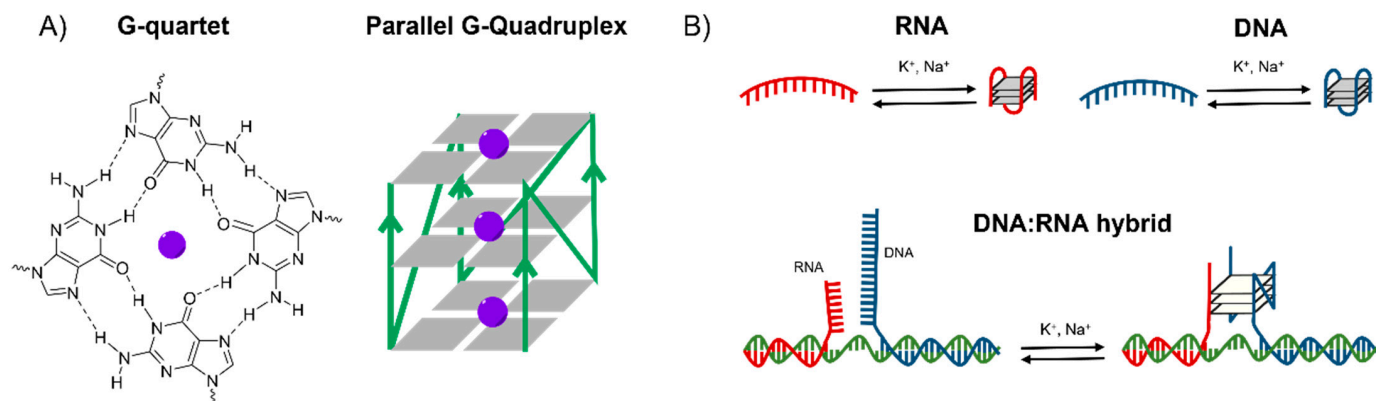 A)
G-quartet
Parallel G-Quadruplex
N
N
N
N
H
H
N
H
O
H
H
N
H
N
N
H
O
N
N
N
O
N
H
N
N
N
H
H
O
H
N
N
H
N
H
N
N
B)
RNA
DNA
K⁺, Na⁺
K⁺, Na⁺
DNA:RNA hybrid
RNA
DNA
K⁺, Na⁺